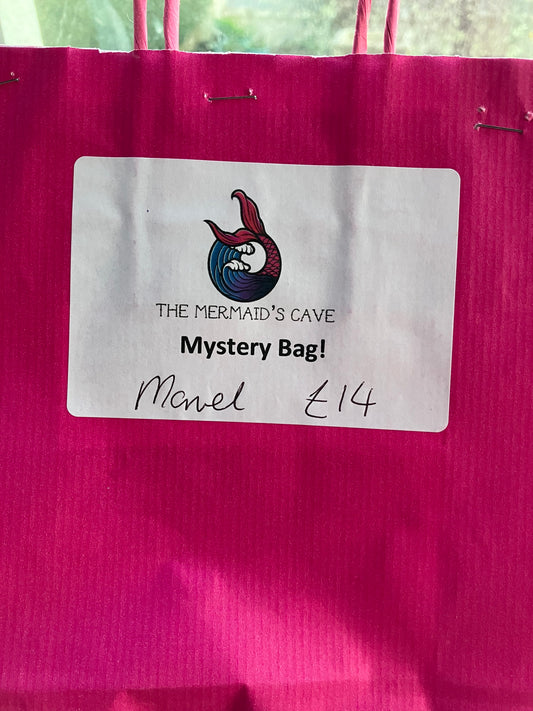 THE MERMAID'S CAVE
Mystery Bag!
Marvel £14